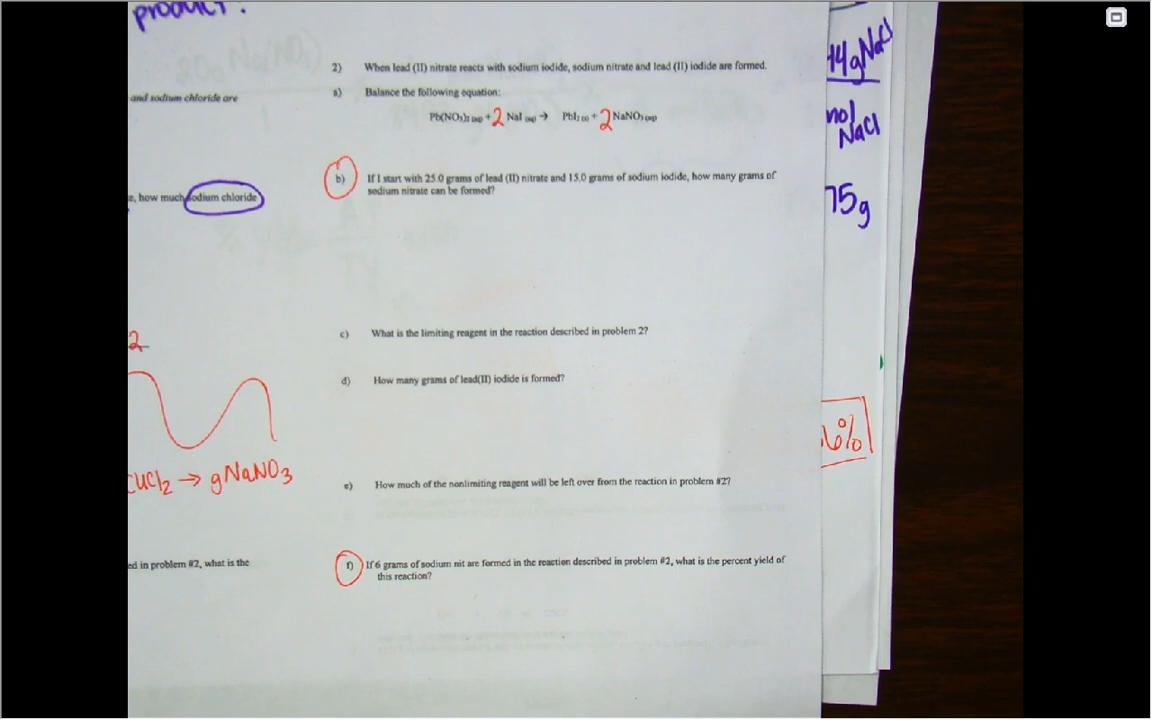 product.
and sodium chloride are
how much sodium chloride
2
CuCl2 → gNaNO3
ed in problem #2, what is the
2) When lead (II) nitrate reacts with sodium iodide, sodium nitrate and lead (II) iodide are formed.
a) Balance the following equation:
Pb(NO3)2 (aq) + 2 NaI (aq) → PbI2 (s) + 2 NaNO3 (aq)
b) If I start with 25.0 grams of lead (II) nitrate and 15.0 grams of sodium iodide, how many grams of
sodium nitrate can be formed?
c) What is the limiting reagent in the reaction described in problem 2?
d) How many grams of lead(II) iodide is formed?
e) How much of the nonlimiting reagent will be left over from the reaction in problem #2?
f) If 6 grams of sodium nit are formed in the reaction described in problem #2, what is the percent yield of
this reaction?
44gNaCl
mol
NaCl
75g
6%